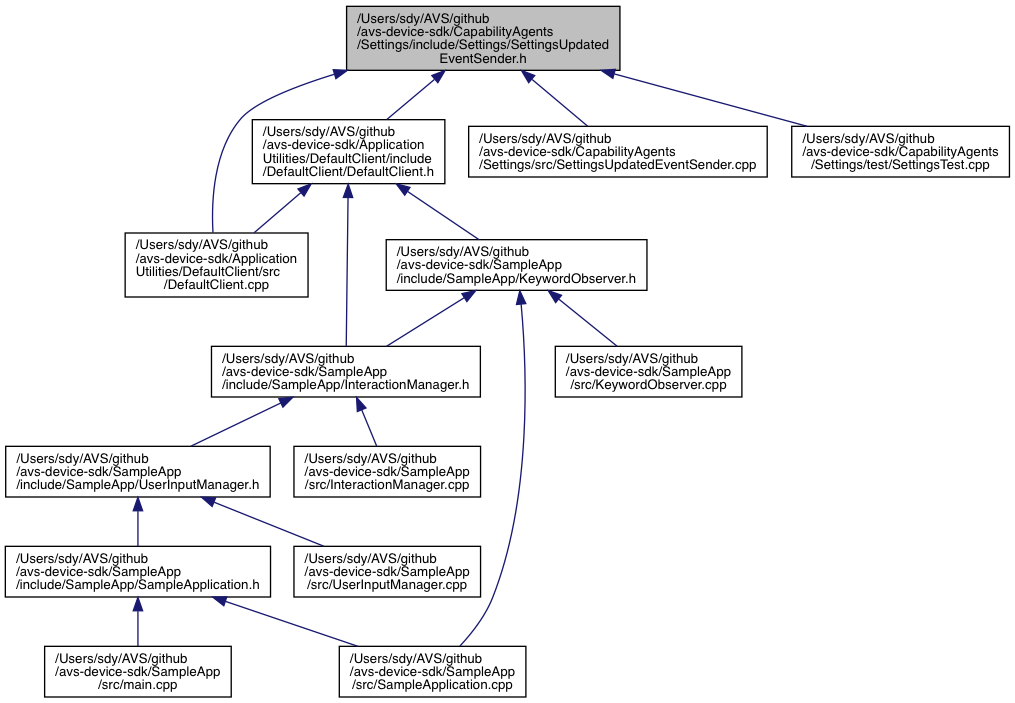 /Users/sdy/AVS/github
/avs-device-sdk/CapabilityAgents
/Settings/include/Settings/SettingsUpdated
EventSender.h
/Users/sdy/AVS/github
/avs-device-sdk/Application
Utilities/DefaultClient/include
/DefaultClient/DefaultClient.h
/Users/sdy/AVS/github
/avs-device-sdk/CapabilityAgents
/Settings/src/SettingsUpdatedEventSender.cpp
/Users/sdy/AVS/github
/avs-device-sdk/CapabilityAgents
/Settings/test/SettingsTest.cpp
/Users/sdy/AVS/github
/avs-device-sdk/Application
Utilities/DefaultClient/src
/DefaultClient.cpp
/Users/sdy/AVS/github
/avs-device-sdk/SampleApp
/include/SampleApp/KeywordObserver.h
/Users/sdy/AVS/github
/avs-device-sdk/SampleApp
/include/SampleApp/InteractionManager.h
/Users/sdy/AVS/github
/avs-device-sdk/SampleApp
/src/KeywordObserver.cpp
/Users/sdy/AVS/github
/avs-device-sdk/SampleApp
/include/SampleApp/UserInputManager.h
/Users/sdy/AVS/github
/avs-device-sdk/SampleApp
/src/InteractionManager.cpp
/Users/sdy/AVS/github
/avs-device-sdk/SampleApp
/include/SampleApp/SampleApplication.h
/Users/sdy/AVS/github
/avs-device-sdk/SampleApp
/src/UserInputManager.cpp
/Users/sdy/AVS/github
/avs-device-sdk/SampleApp
/src/main.cpp
/Users/sdy/AVS/github
/avs-device-sdk/SampleApp
/src/SampleApplication.cpp